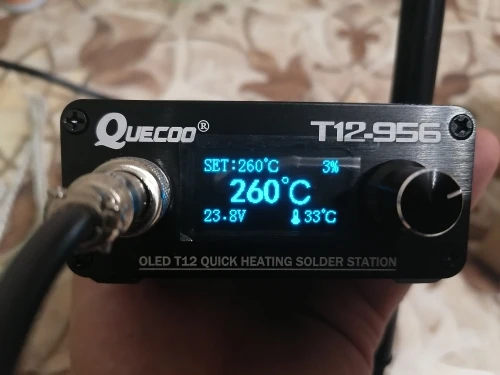 QUECOO® T12-956
SET:260°C 3%
260°C
23.8V 33°C
OLED T12 QUICK HEATING SOLDER STATION